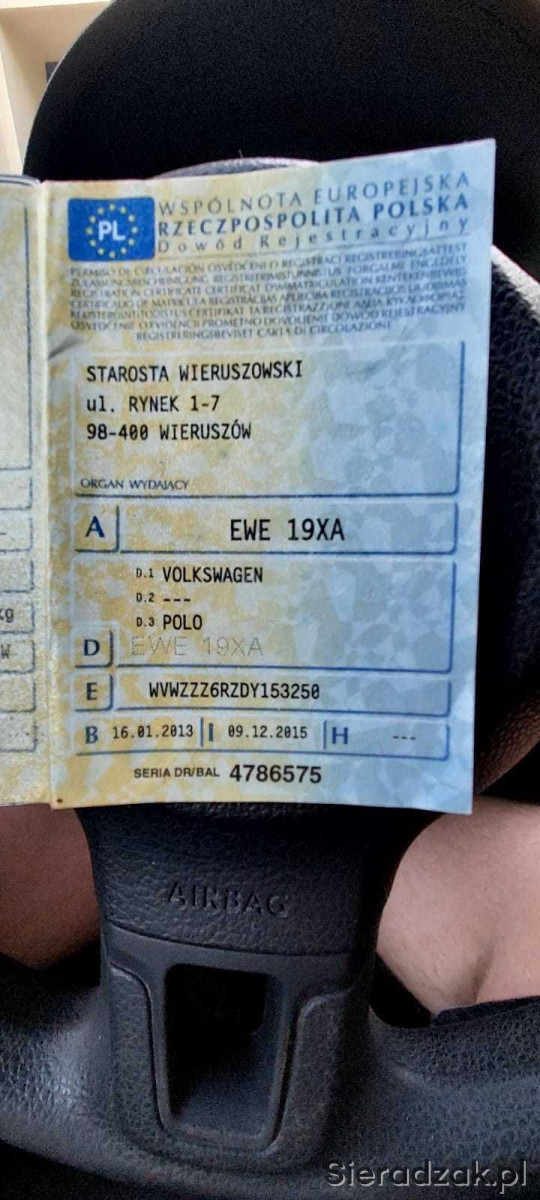 WSPÓLNOTA EUROPEJSKA
PL
RZECZPOSPOLITA POLSKA
Dowód Rejestracyjny
STAROSTA WIERUSZOWSKI
ul. RYNEK 1-7
98-400 WIERUSZÓW
ORGAN WYDAJĄCY
A EWE 19XA
D.1 VOLKSWAGEN
D.2 ---
D.3 POLO
D EWE 19XA
E WVWZZZ6RZDY153250
B 16.01.2013 I 09.12.2015 H ---
SERIA DR/BAL 4786575
kg
W
AIRBAG
Sieradzak.pl